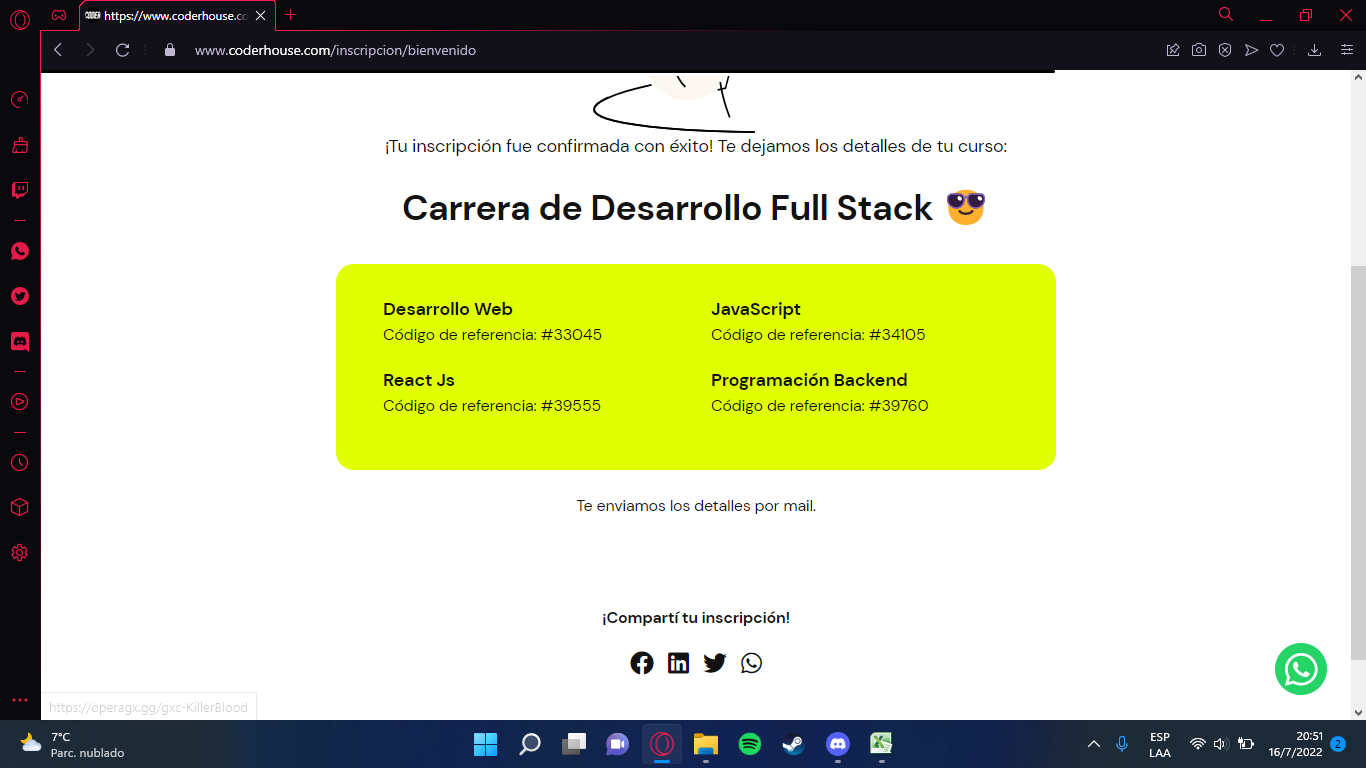 CODER https://www.coderhouse.co
www.coderhouse.com/inscripcion/bienvenido
¡Tu inscripción fue confirmada con éxito! Te dejamos los detalles de tu curso:
Carrera de Desarrollo Full Stack 😎
Desarrollo Web
Código de referencia: #33045
JavaScript
Código de referencia: #34105
React Js
Código de referencia: #39555
Programación Backend
Código de referencia: #39760
Te enviamos los detalles por mail.
¡Compartí tu inscripción!
https://operagx.gg/gxc-KillerBlood
7°C
Parc. nublado
ESP
LAA
20:51
16/7/2022
2